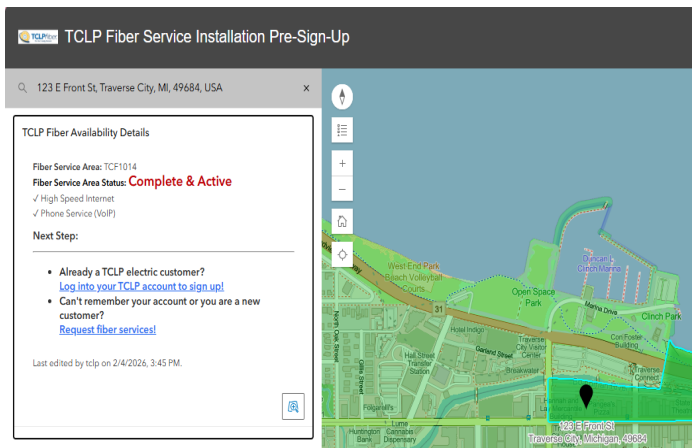 TCLPfiber
TCLP Fiber Service Installation Pre-Sign-Up
123 E Front St, Traverse City, MI, 49684, USA
×
TCLP Fiber Availability Details
Fiber Service Area: TCF1014
Fiber Service Area Status: Complete & Active
✓ High Speed Internet
✓ Phone Service (VoIP)
Next Step:
• Already a TCLP electric customer?
Log into your TCLP account to sign up!
• Can't remember your account or you are a new
customer?
Request fiber services!
Last edited by tclp on 2/4/2026, 3:45 PM.
+
−
West End Park
Beach Volleyball
Courts
31
Open Space
Park
Duncan L
Clinch Marina
Marina Drive
Clinch Park
Hotel Indigo
Garland Street
Traverse
City Visitor
Center
Con Foster
Building
North Oak Street
Gillis Street
Hall Street
Transfer
Station
Breakwater
Traverse
Connect
Folgarelli's
Hannah and
Huntington
Bank
Cannabis
Dispensary
123 E Front St
Traverse City, Michigan, 49684